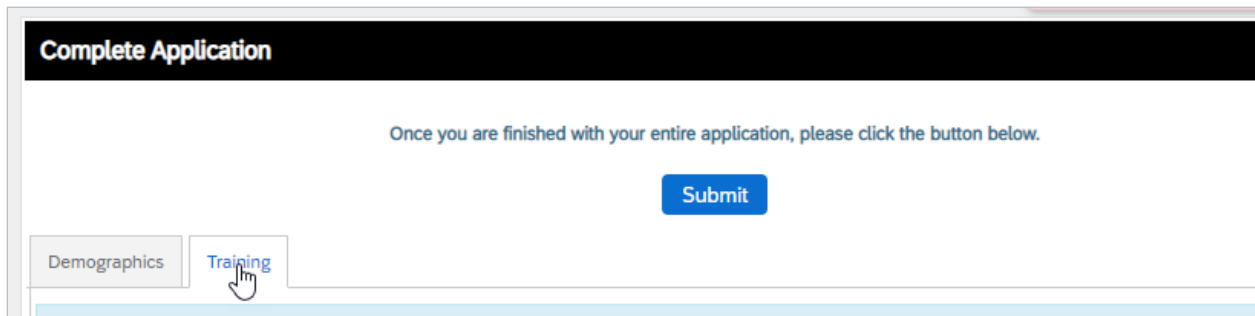 Complete Application
Once you are finished with your entire application, please click the button below.
Submit
Demographics
Training